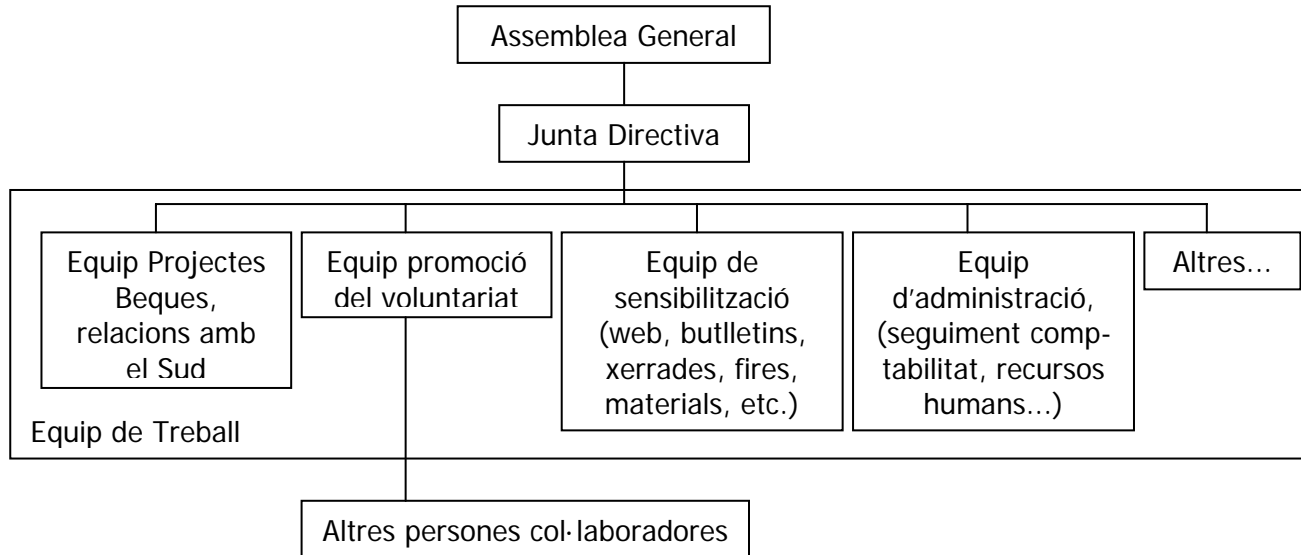 Assemblea General
Junta Directiva
Equip Projectes
Beques,
relacions amb
el Sud
Equip promoció
del voluntariat
Equip de
sensibilització
(web, butlletins,
xerrades, fires,
materials, etc.)
Equip
d'administració,
(seguiment comp-
tabilitat, recursos
humans...)
Altres...
Equip de Treball
Altres persones col·laboradores